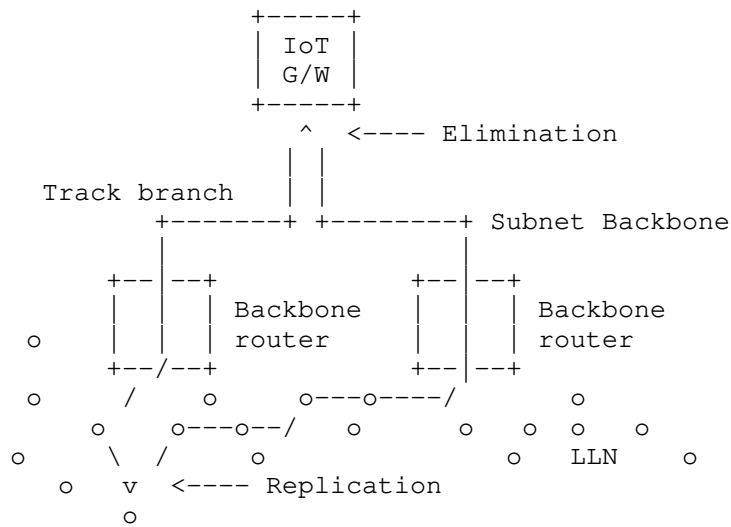 IoT
G/W
<---- Elimination
Track branch
Subnet Backbone
Backbone Backbone
router router
LLN
<---- Replication